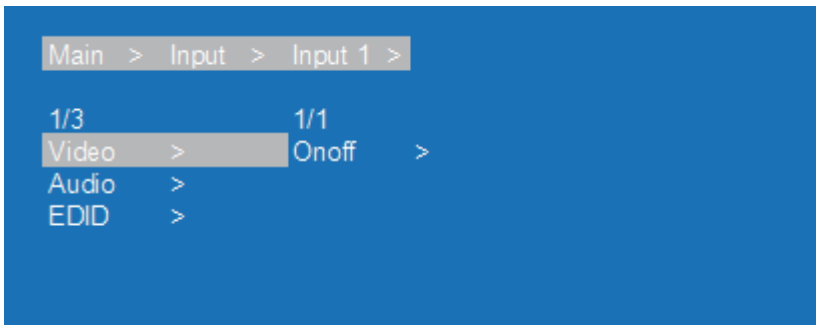 Main > Input > Input 1 >
1/3 1/1
Video > Onoff >
Audio >
EDID >